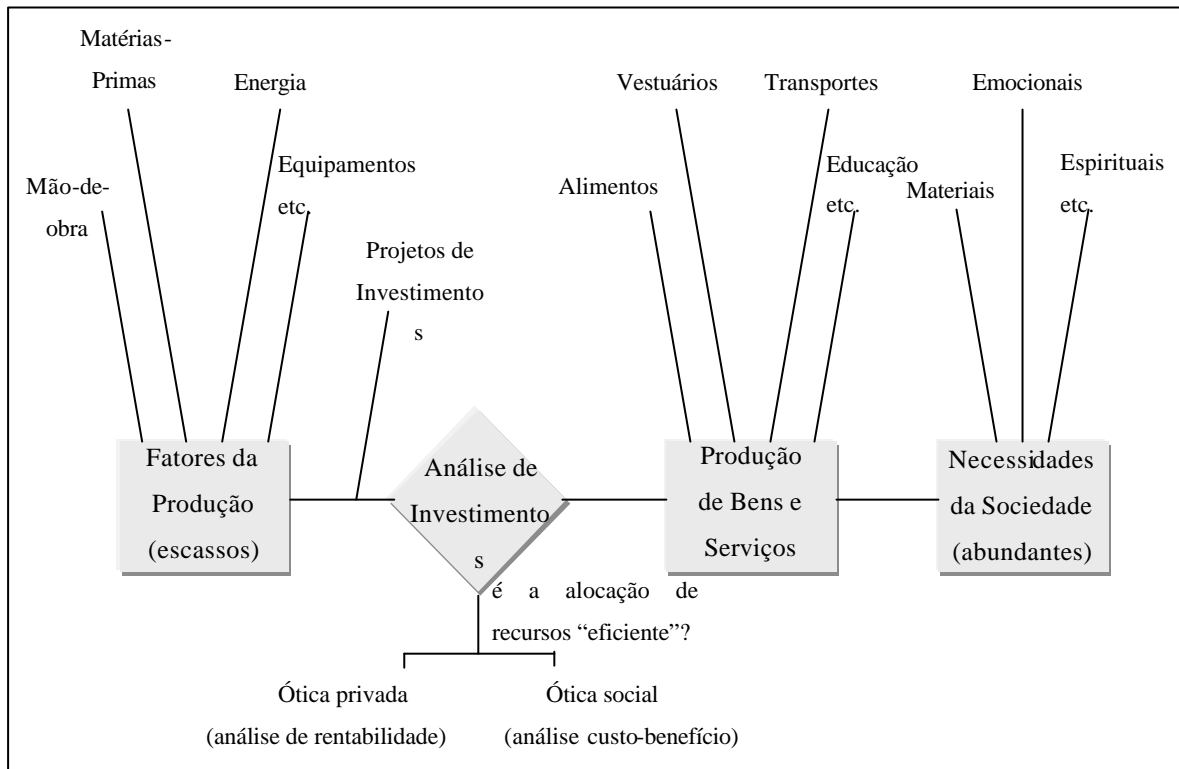 Matérias-
Primas
Energia
Mão-de-
obra
Equipamentos
etc.
Projetos de
Investimento
s
Vestuários
Transportes
Alimentos
Educação
etc.
Emocionais
Materiais
Espirituais
etc.
Fatores da
Produção
(escassos)
Análise de
Investimento
s
Produção
de Bens e
Serviços
Necessidades
da Sociedade
(abundantes)
é a alocação de
recursos “eficiente”?
Ótica privada
(análise de rentabilidade)
Ótica social
(análise custo-benefício)